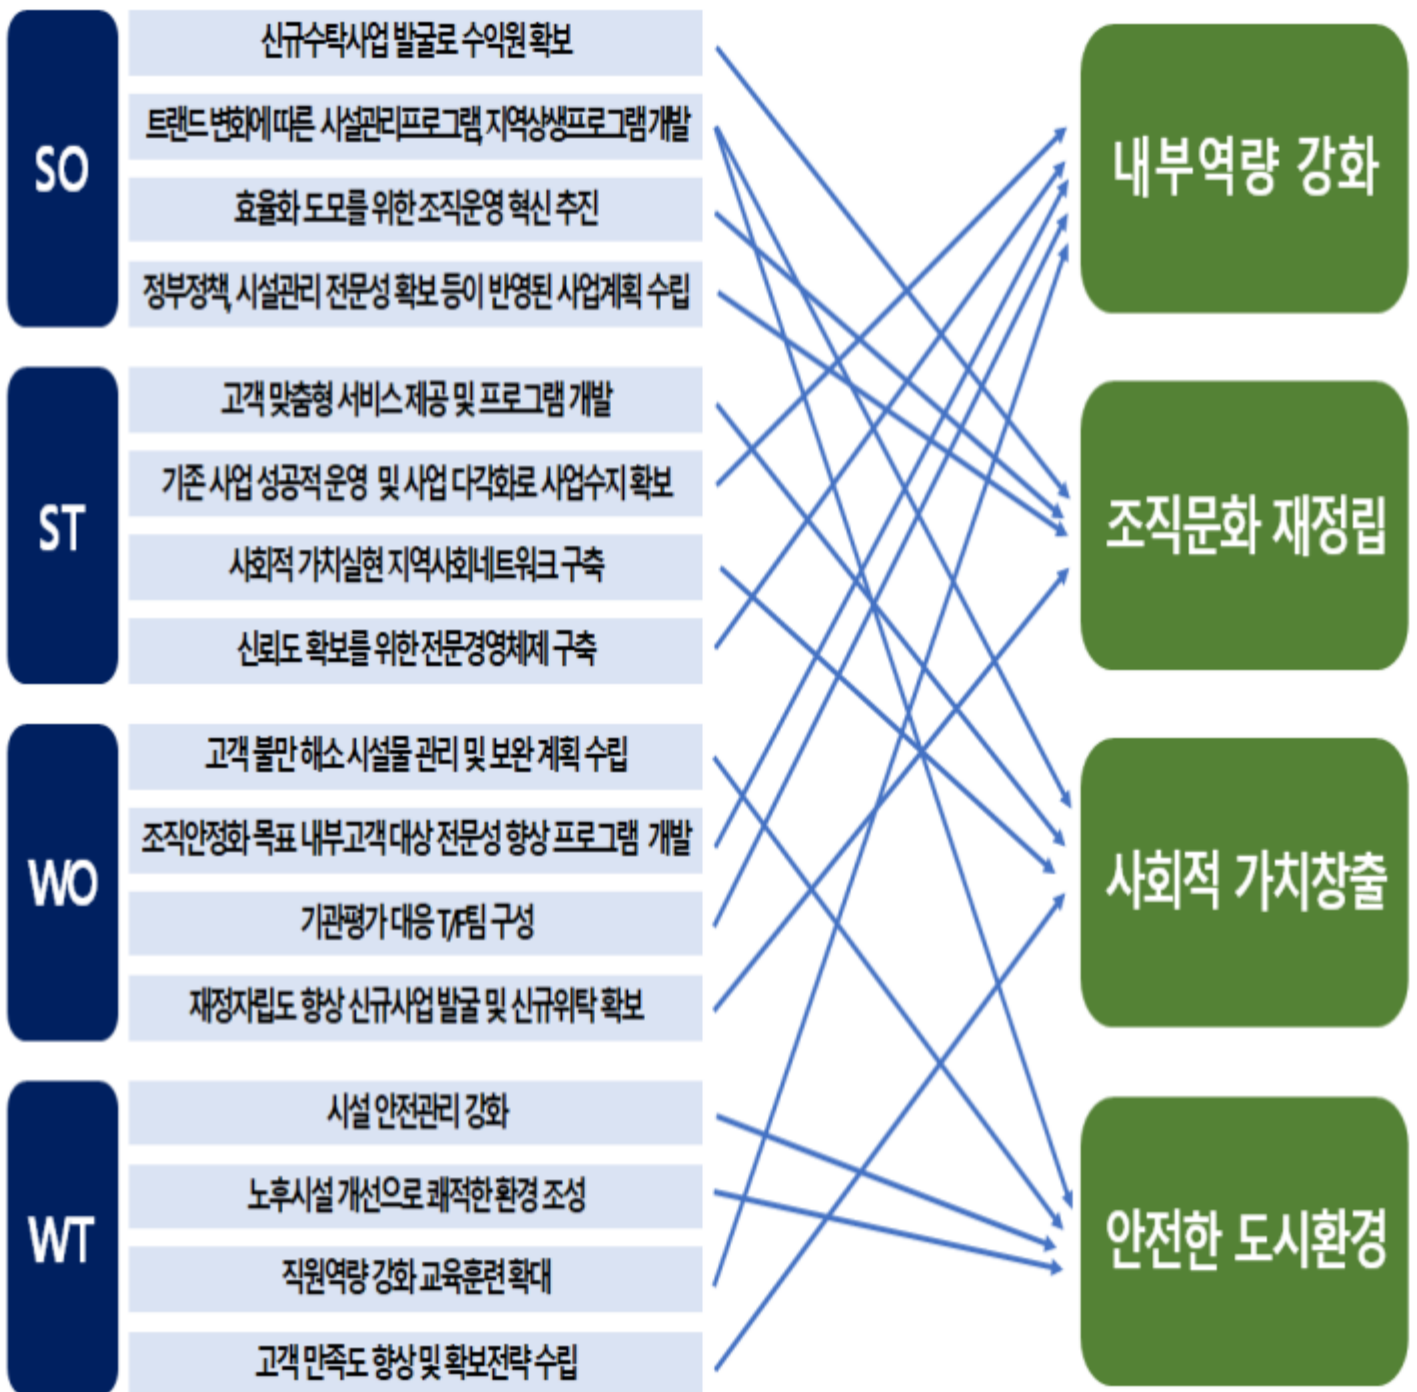 SO
신규수탁사업 발굴로 수익원 확보
트랜드 변화에 따른 시설관리프로그램, 지역상생프로그램 개발
효율화 도모를 위한 조직운영 혁신 추진
정부정책, 시설관리 전문성 확보 등이 반영된 사업계획 수립
ST
고객 맞춤형 서비스 제공 및 프로그램 개발
기존 사업 성공적 운영 및 사업 다각화로 사업수지 확보
사회적 가치실현 지역사회네트워크 구축
신뢰도 확보를 위한 전문경영체제 구축
WO
고객 불만 해소 시설물 관리 및 보완 계획 수립
조직안정화 목표 내부고객 대상 전문성 향상 프로그램 개발
기관평가 대응 T/F팀 구성
재정자립도 향상 신규사업 발굴 및 신규위탁 확보
WT
시설 안전관리 강화
노후시설 개선으로 쾌적한 환경 조성
직원역량 강화 교육훈련 확대
고객 만족도 향상 및 확보전략 수립
내부역량 강화
조직문화 재정립
사회적 가치창출
안전한 도시환경